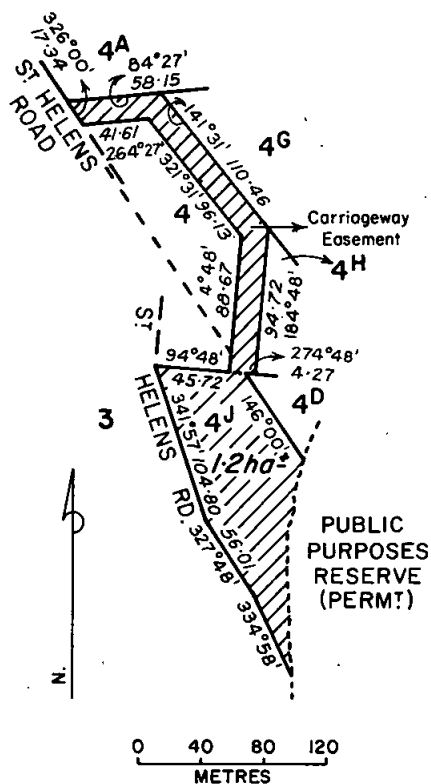 326°00'
17·34
4A
84°27'
58·15
ST. HELENS
ROAD
41·61
264°27'
141°31' 110·46
4G
321°31' 96·13
4
Carriageway
Easement
4H
4°48'
88·67
94·72
184°48'
ST.
94°48'
45·72
274°48'
4·27
3
HELENS
RD.
4J
1·2ha±
146°00'
4D
341°57' 104·80
56·01
327°48'
334°58'
PUBLIC
PURPOSES
RESERVE
(PERMT)
N.
0 40 80 120
METRES